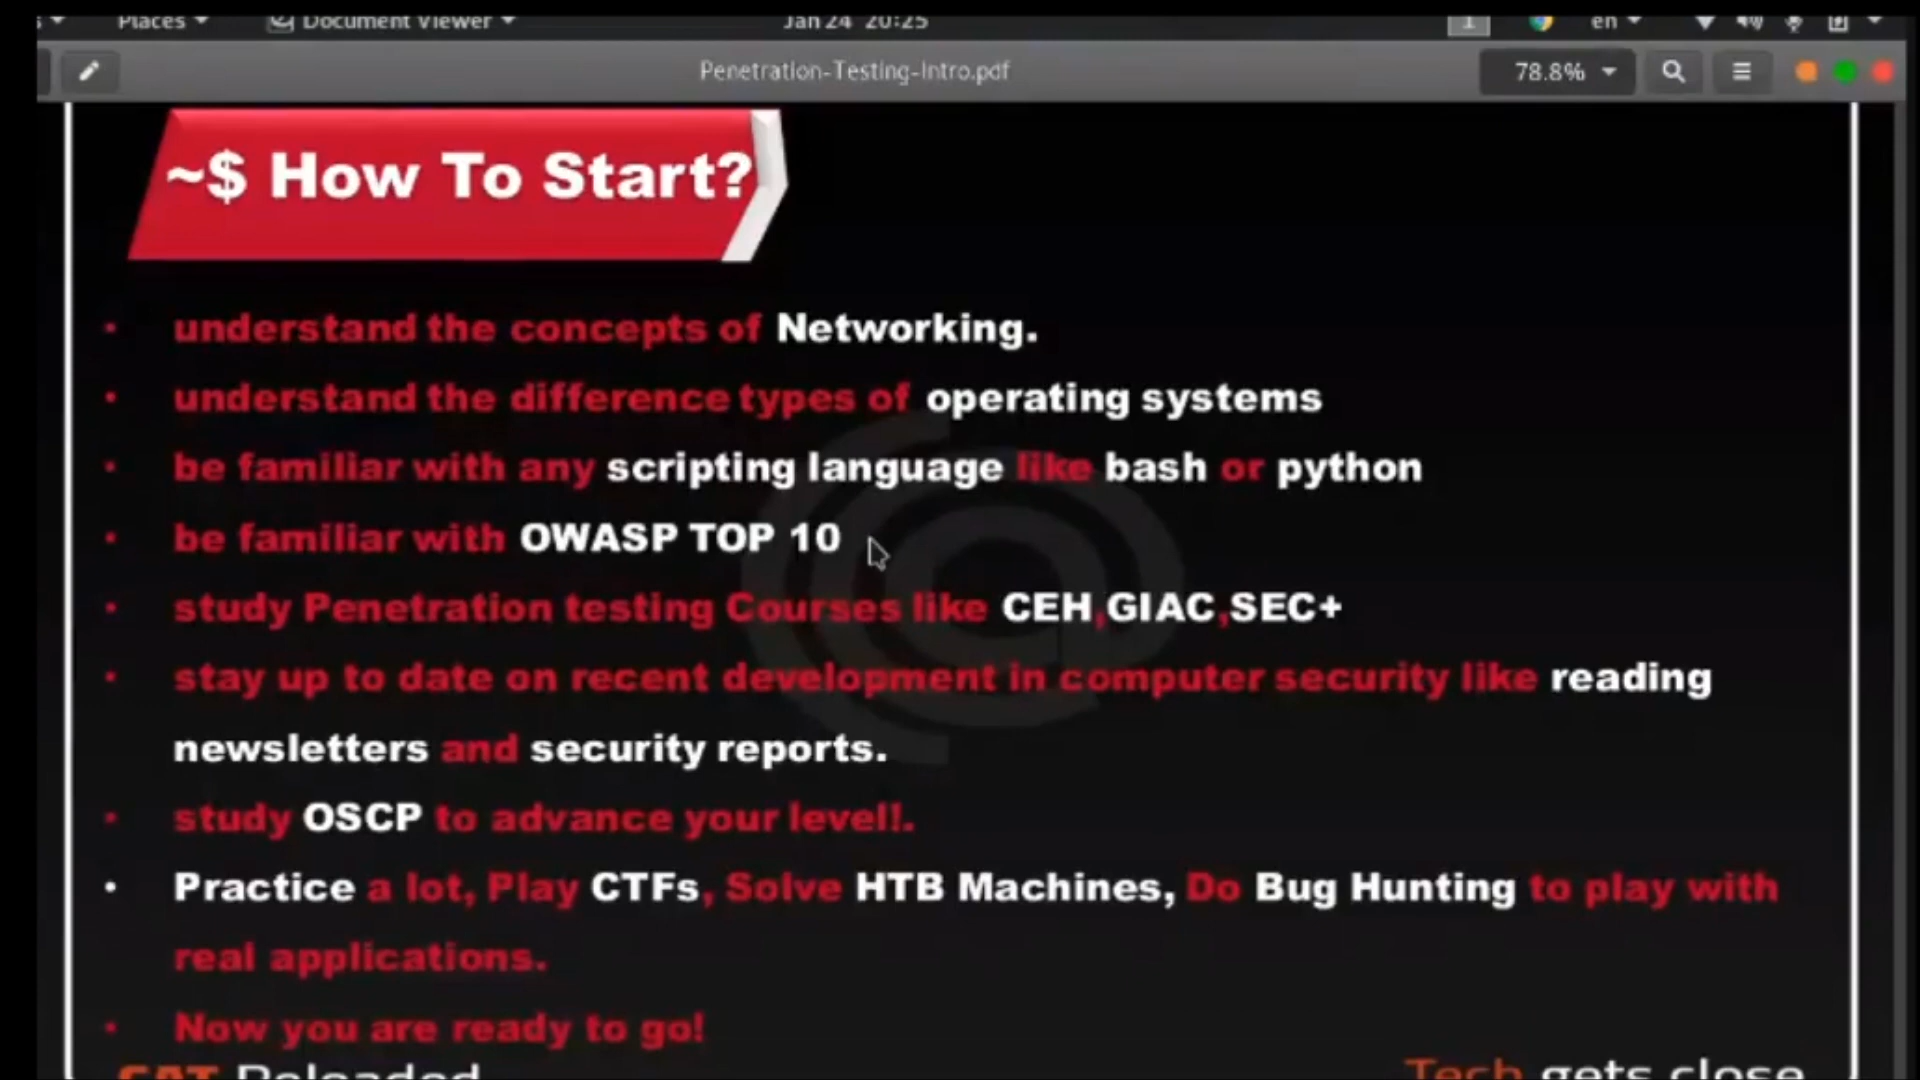 Places
Document Viewer
Jan 24 20:25
1
en
Penetration-Testing-Intro.pdf
78.8%
~$ How To Start?
• understand the concepts of Networking.
• understand the difference types of operating systems
• be familiar with any scripting language like bash or python
• be familiar with OWASP TOP 10
• study Penetration testing Courses like CEH,GIAC,SEC+
• stay up to date on recent development in computer security like reading
newsletters and security reports.
• study OSCP to advance your level!.
• Practice a lot, Play CTFs, Solve HTB Machines, Do Bug Hunting to play with
real applications.
• Now you are ready to go!
CAT Reloaded
Tech gets close